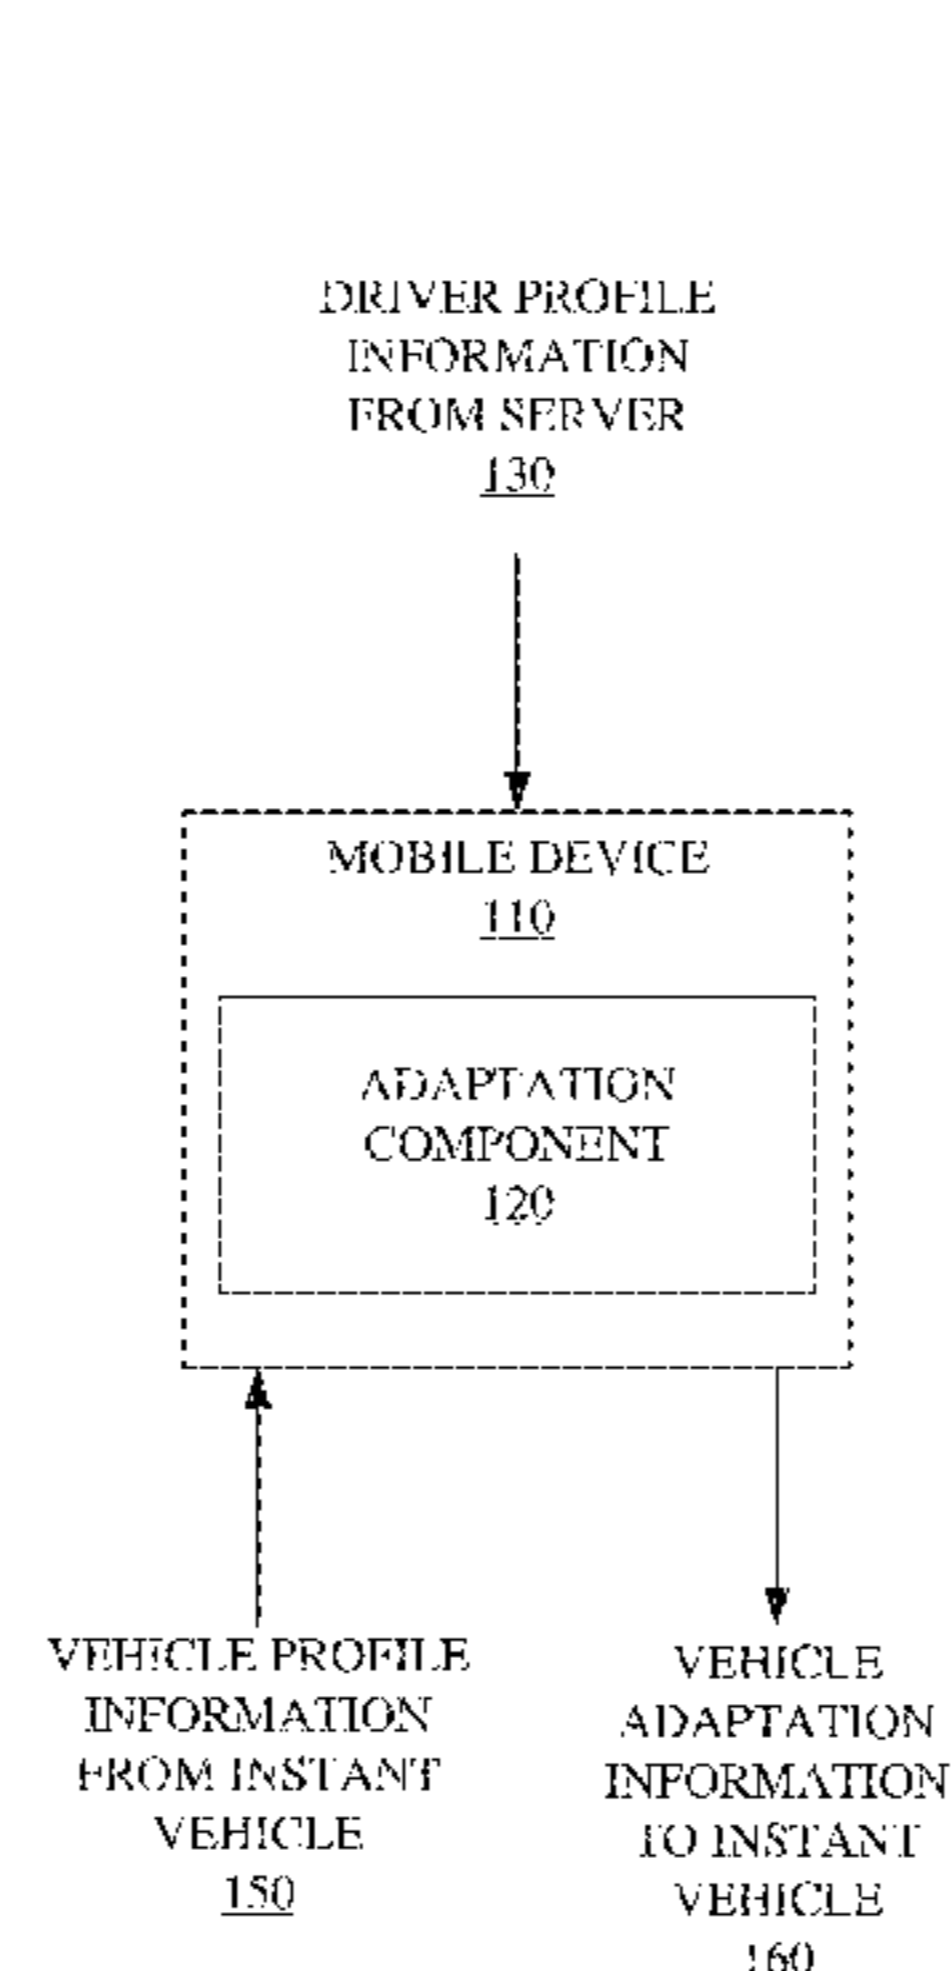 DRIVER PROFILE
INFORMATION
FROM SERVER
130
MOBILE DEVICE
110
ADAPTATION
COMPONENT
120
VEHICLE PROFILE
INFORMATION
FROM INSTANT
VEHICLE
150
VEHICLE
ADAPTATION
INFORMATION
TO INSTANT
VEHICLE
160